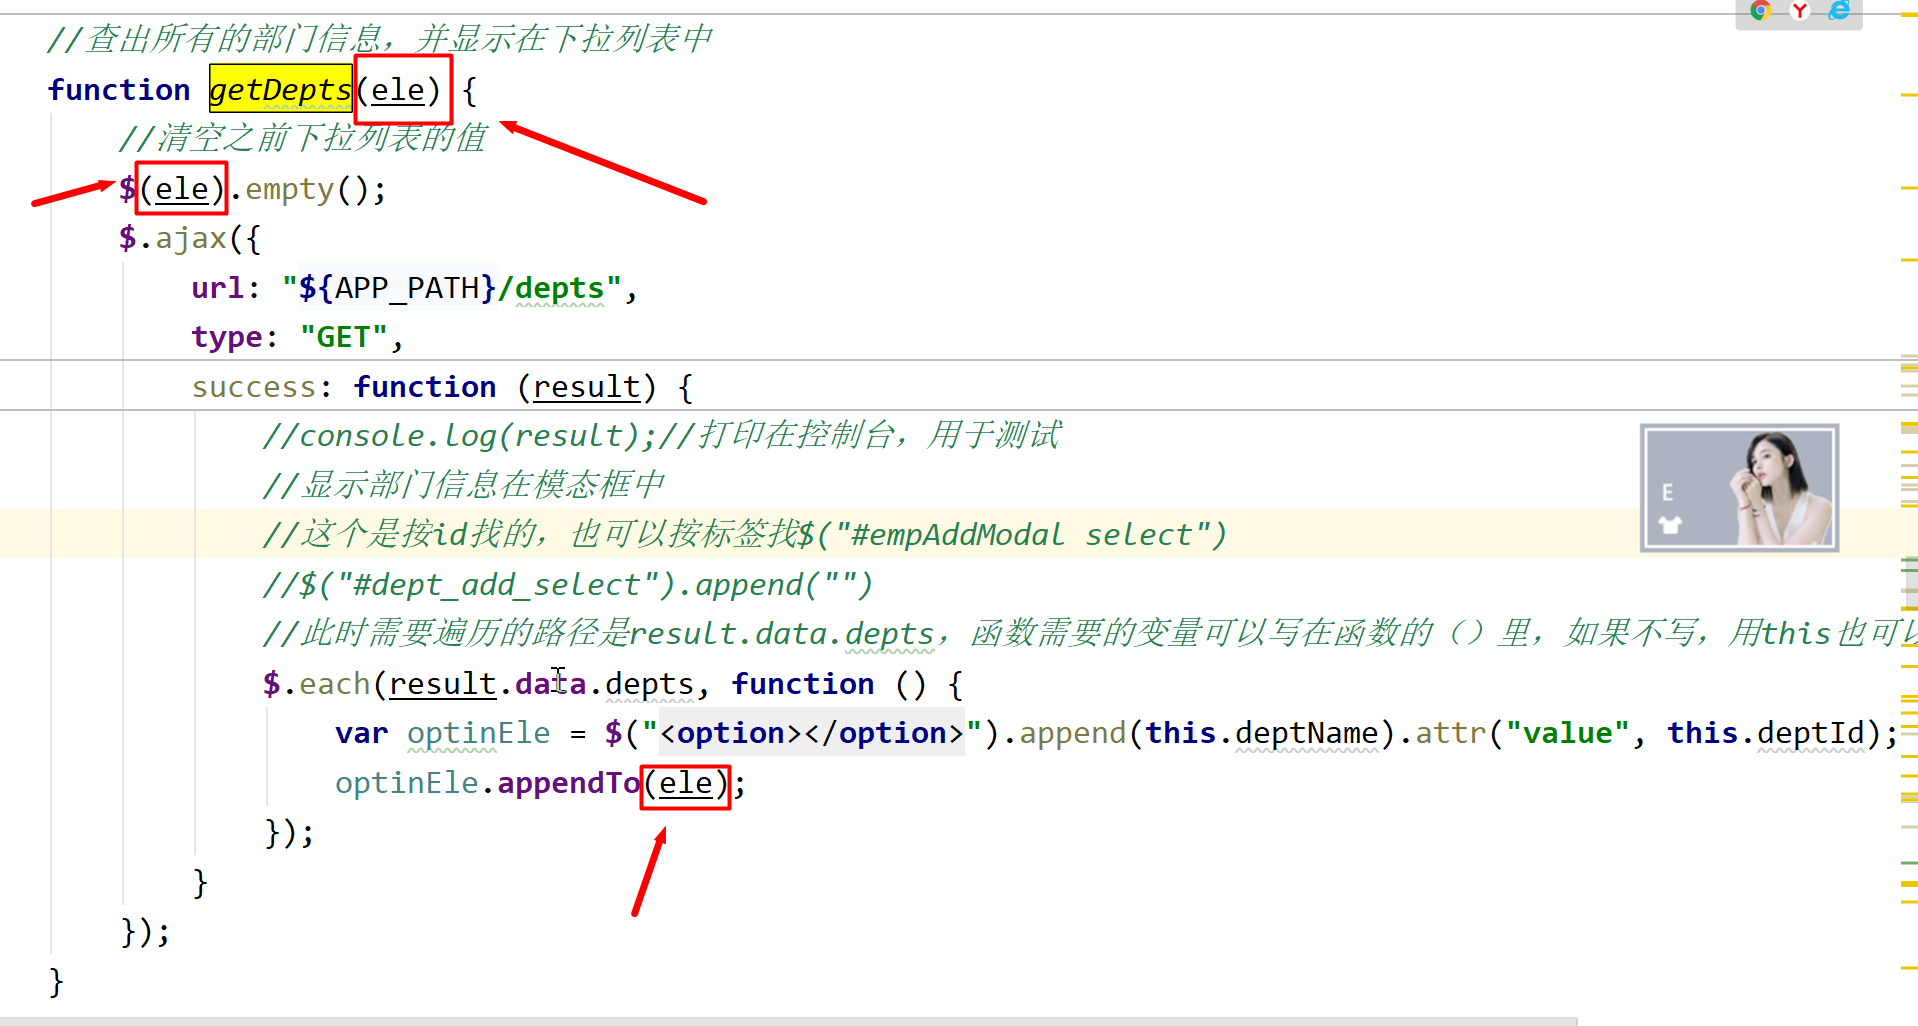 //查出所有的部门信息，并显示在下拉列表中
function getDepts(ele) {
//清空之前下拉列表的值
$(ele).empty();
$.ajax({
url: "${APP_PATH}/depts",
type: "GET",
success: function (result) {
//console.log(result);//打印在控制台，用于测试
//显示部门信息在模态框中
//这个是按id找的，也可以按标签找$("#empAddModal select")
//$("#dept_add_select").append("")
//此时需要遍历的路径是result.data.depts，函数需要的变量可以写在函数的（）里，如果不写，用this也可以
$.each(result.data.depts, function () {
var optinEle = $("<option></option>").append(this.deptName).attr("value", this.deptId);
optinEle.appendTo(ele);
});
}
});
}
E